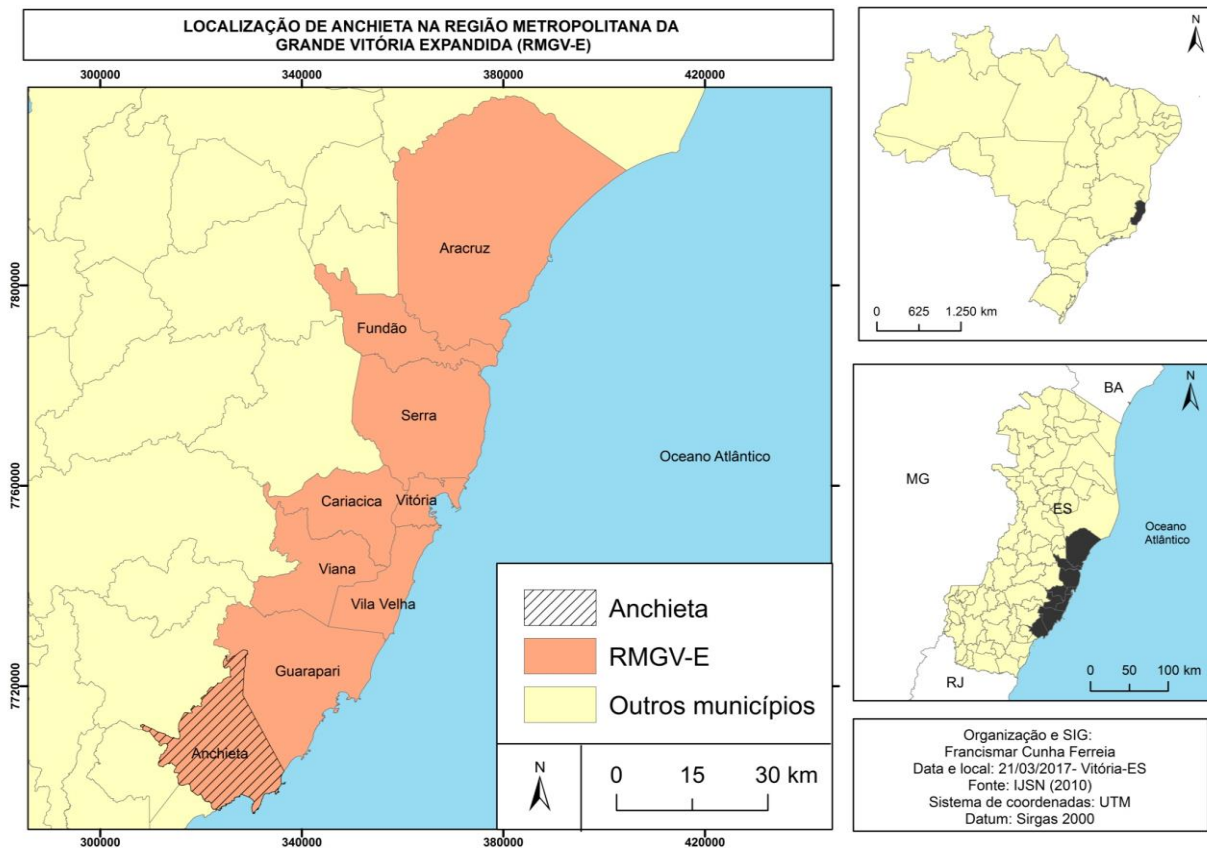 LOCALIZAÇÃO DE ANCHIETA NA REGIÃO METROPOLITANA DA
GRANDE VITÓRIA EXPANDIDA (RMGV-E)
300000 340000 380000 420000
7800000
7760000
7720000
Aracruz
Fundão
Serra
Oceano Atlântico
Cariacica
Vitória
Viana
Vila Velha
Guarapari
Anchieta
Anchieta
RMGV-E
Outros municípios
N
0 15 30 km
300000 340000 380000 420000
N
0 625 1.250 km
N
BA
MG
ES
Oceano
Atlântico
RJ
0 50 100 km
Organização e SIG:
Francismar Cunha Ferreia
Data e local: 21/03/2017- Vitória-ES
Fonte: IJSN (2010)
Sistema de coordenadas: UTM
Datum: Sirgas 2000